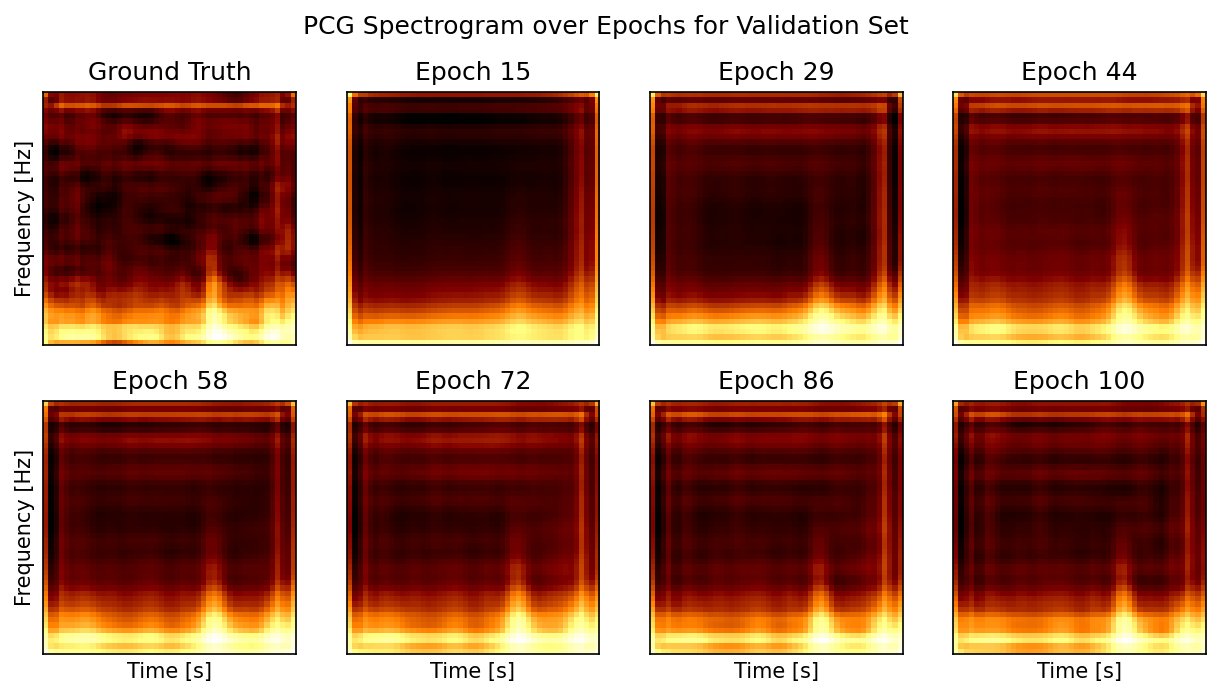 PCG Spectrogram over Epochs for Validation Set
Ground Truth
Epoch 15
Epoch 29
Epoch 44
Frequency [Hz]
Epoch 58
Epoch 72
Epoch 86
Epoch 100
Frequency [Hz]
Time [s]
Time [s]
Time [s]
Time [s]